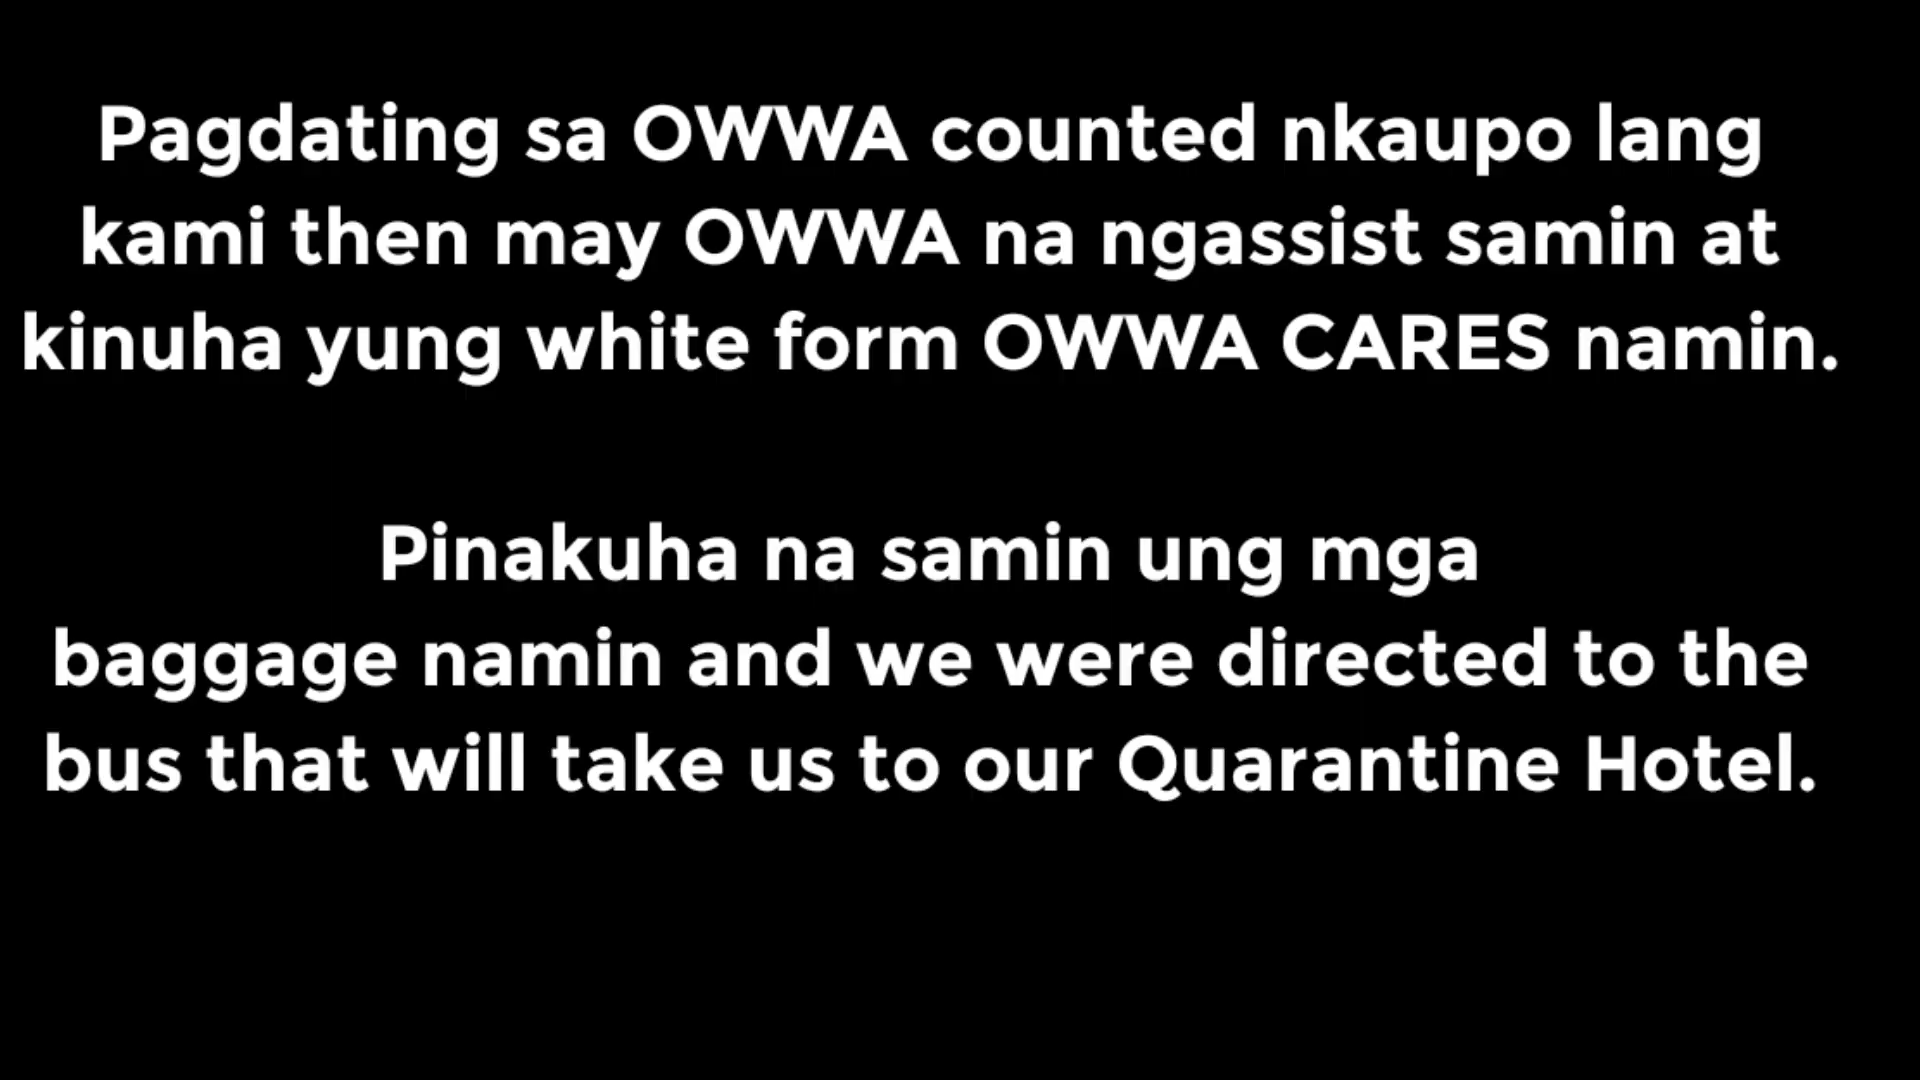 Pagdating sa OWWA counted nkaupo lang
kami then may OWWA na ngassist samin at
kinuha yung white form OWWA CARES namin.
Pinakuha na samin ung mga
baggage namin and we were directed to the
bus that will take us to our Quarantine Hotel.